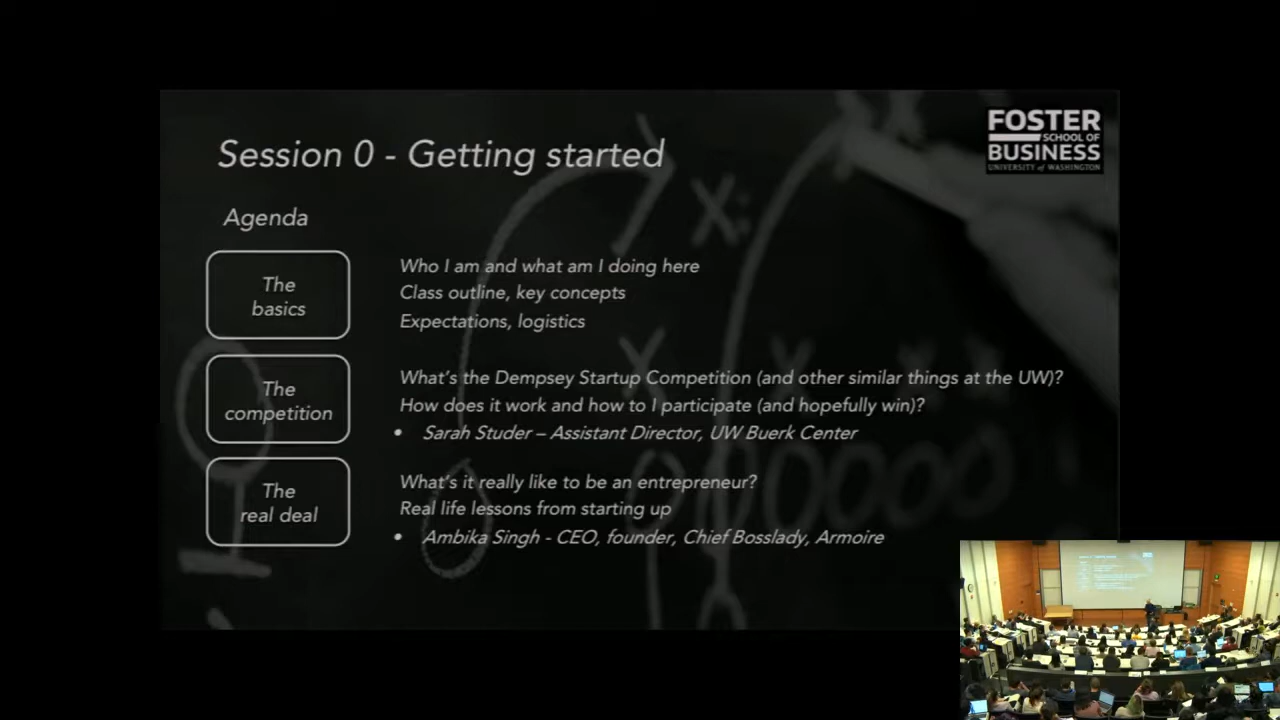 Session 0 - Getting started
FOSTER
SCHOOL OF
BUSINESS
UNIVERSITY of WASHINGTON
Agenda
The
basics
Who I am and what am I doing here
Class outline, key concepts
Expectations, logistics
The
competition
What's the Dempsey Startup Competition (and other similar things at the UW)?
How does it work and how to I participate (and hopefully win)?
• Sarah Studer – Assistant Director, UW Buerk Center
The
real deal
What's it really like to be an entrepreneur?
Real life lessons from starting up
• Ambika Singh - CEO, founder, Chief Bosslady, Armoire